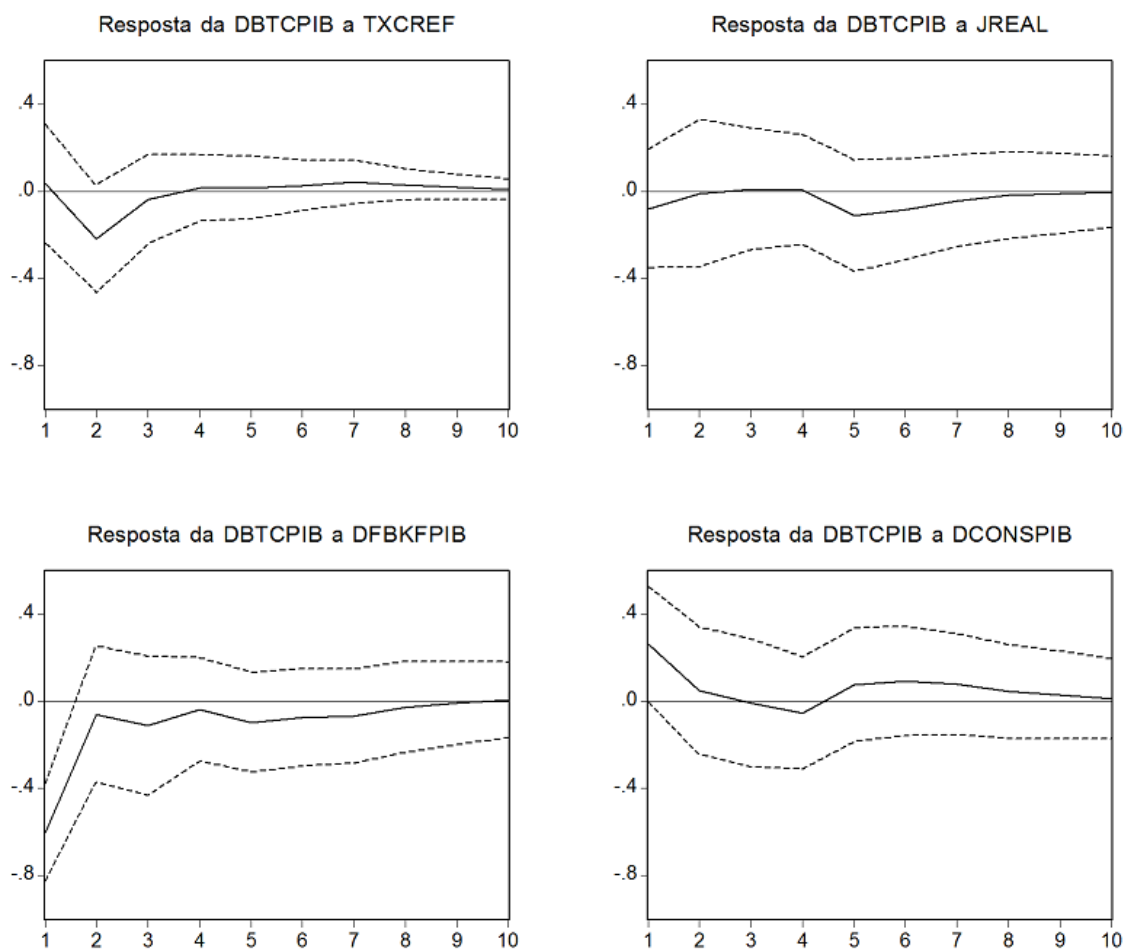 Resposta da DBTCPIB a TXCREF
.4
.0
-.4
-.8
1 2 3 4 5 6 7 8 9 10
Resposta da DBTCPIB a JREAL
.4
.0
-.4
-.8
1 2 3 4 5 6 7 8 9 10
Resposta da DBTCPIB a DFBKFPIB
.4
.0
-.4
-.8
1 2 3 4 5 6 7 8 9 10
Resposta da DBTCPIB a DCONSPIB
.4
.0
-.4
-.8
1 2 3 4 5 6 7 8 9 10